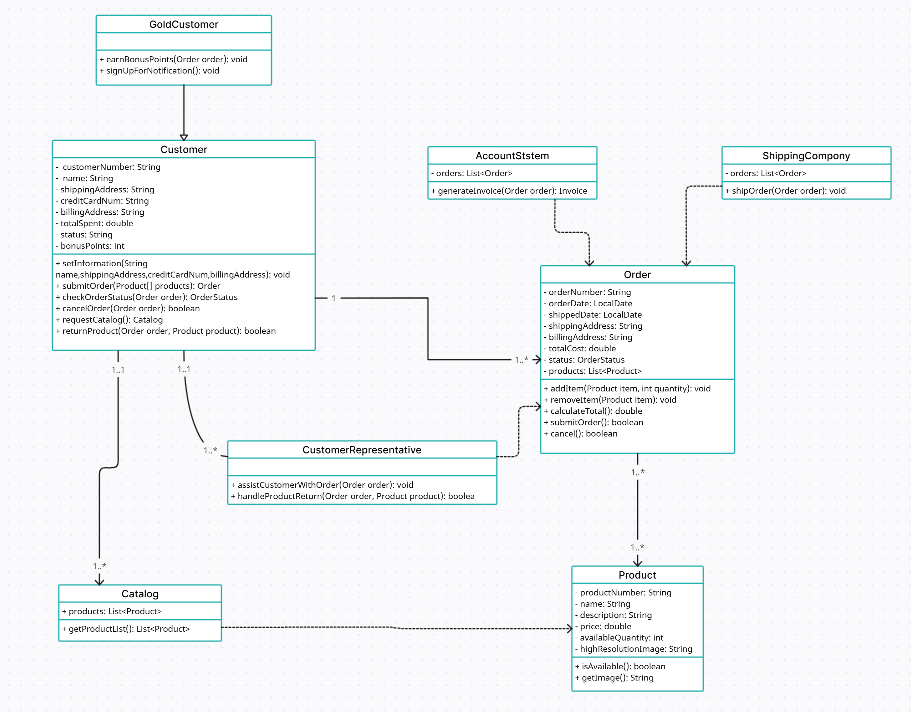 GoldCustomer
+ earnBonusPoints(Order order): void
+ signUpForNotification(): void
Customer
- customerNumber: String
- name: String
- shippingAddress: String
- creditCardNum: String
- billingAddress: String
- totalSpent: double
- status: String
- bonusPoints: int
+ setInformation(String
name,shippingAddress,creditCardNum,billingAddress): void
+ submitOrder(Product[] products): Order
+ checkOrderStatus(Order order): OrderStatus
+ cancelOrder(Order order): boolean
+ requestCatalog(): Catalog
+ returnProduct(Order order, Product product): boolean
AccountStstem
- orders: List<Order>
+ generateInvoice(Order order): Invoice
ShippingCompony
- orders: List<Order>
+ shipOrder(Order order): void
Order
- orderNumber: String
- orderDate: LocalDate
- shippedDate: LocalDate
- shippingAddress: String
- billingAddress: String
- totalCost: double
- status: OrderStatus
- products: List<Product>
+ addItem(Product item, int quantity): void
+ removeItem(Product item): void
+ calculateTotal(): double
+ submitOrder(): boolean
+ cancel(): boolean
1
1..*
1..1
1..1
1..*
1..*
CustomerRepresentative
+ assistCustomerWithOrder(Order order): void
+ handleProductReturn(Order order, Product product): boolea
1..*
1..*
Catalog
+ products: List<Product>
+ getProductList(): List<Product>
Product
- productNumber: String
- name: String
- description: String
- price: double
- availableQuantity: int
- highResolutionImage: String
+ isAvailable(): boolean
+ getImage(): String